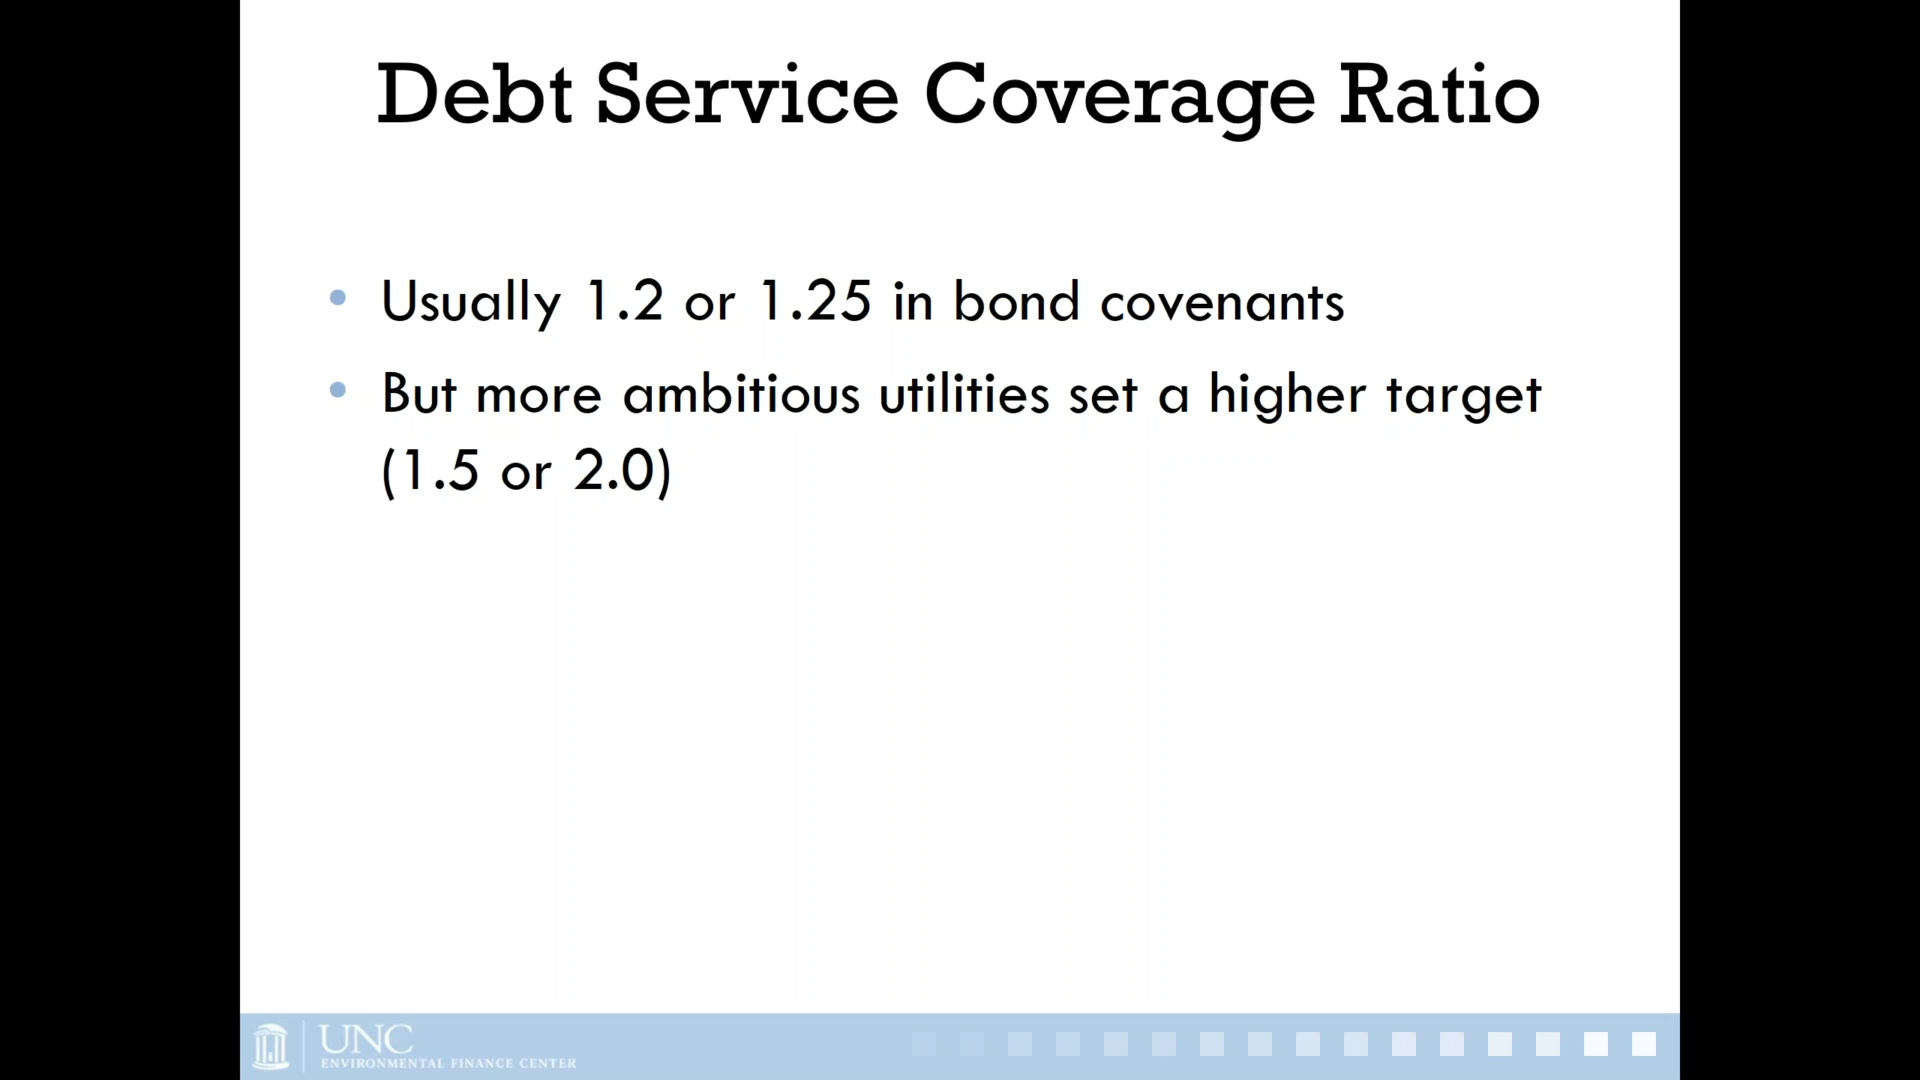 Debt Service Coverage Ratio
• Usually 1.2 or 1.25 in bond covenants
• But more ambitious utilities set a higher target
(1.5 or 2.0)
UNC
ENVIRONMENTAL FINANCE CENTER